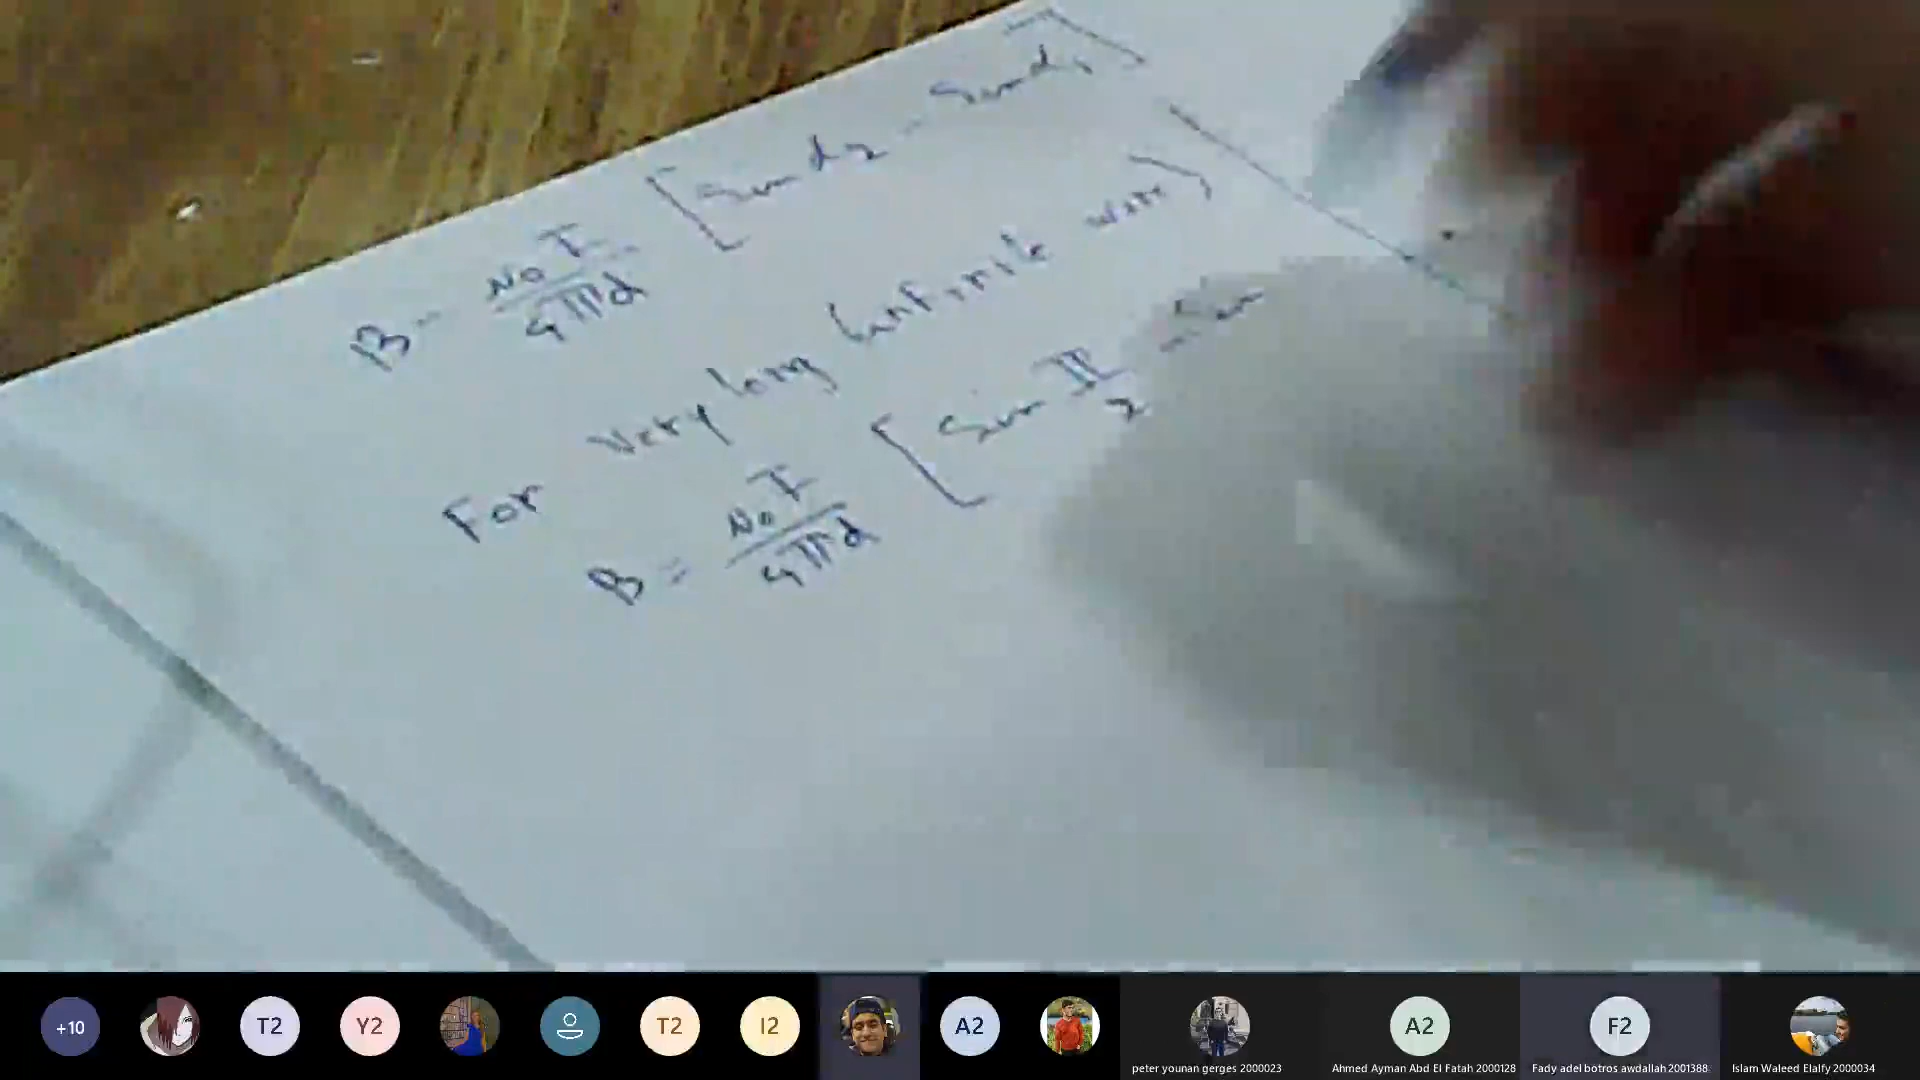 B = μ₀I / 4πd [Sin α₂ - Sin α₁]
For very long (infinite wire)
B = μ₀I / 4πd [Sin π/2 - Sin
+10
T2
Y2
T2
I2
A2
A2
F2
peter younan gerges 2000023
Ahmed Ayman Abd El Fatah 2000128
Fady adel botros awdallah 2001388
Islam Waleed Elalfy 2000034